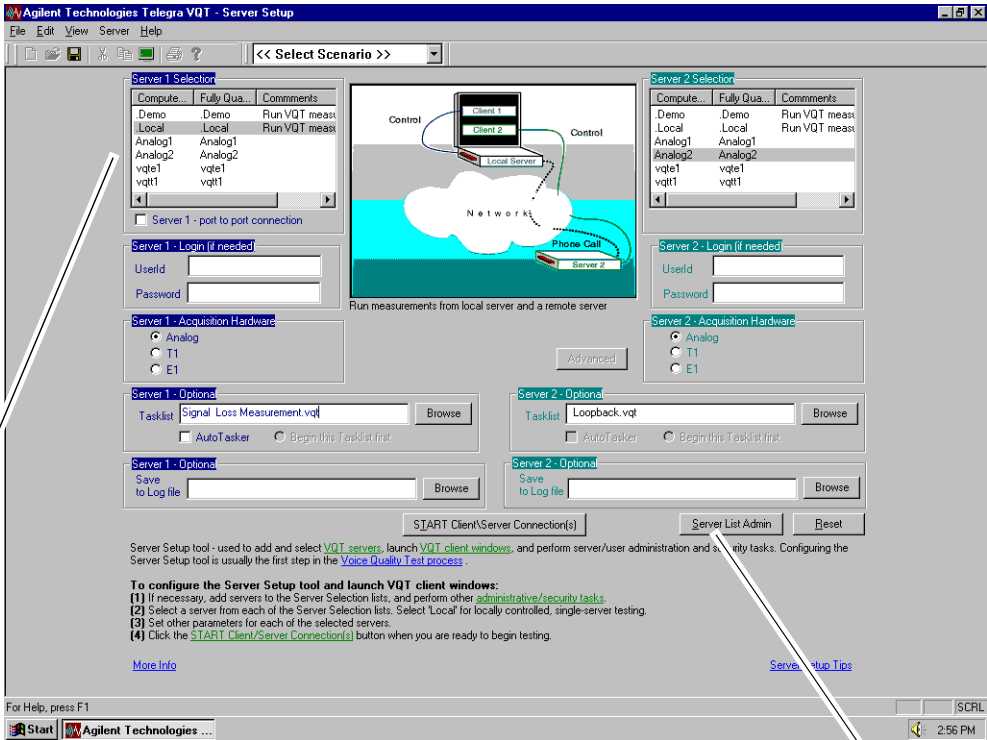 Agilent Technologies Telegra VQT - Server Setup
File Edit View Server Help
<< Select Scenario >>
Server 1 Selection
Compute... Fully Qua... Commments
.Demo .Demo Run VQT measu
.Local .Local Run VQT measu
Analog1 Analog1
Analog2 Analog2
vqte1 vqte1
vqtt1 vqtt1
Server 1 - port to port connection
Control
Client 1
Client 2
Control
Local Server
Network
Phone Call
Server 2
Run measurements from local server and a remote server
Server 2 Selection
Compute... Fully Qua... Commments
.Demo .Demo Run VQT measu
.Local .Local Run VQT measu
Analog1 Analog1
Analog2 Analog2
vqte1 vqte1
vqtt1 vqtt1
Server 1 - Login (if needed)
UserId
Password
Server 2 - Login (if needed)
UserId
Password
Server 1 - Acquisition Hardware
Analog
T1
E1
Advanced
Server 2 - Acquisition Hardware
Analog
T1
E1
Server 1 - Optional
Tasklist Signal Loss Measurement.vqt Browse
AutoTasker Begin this Tasklist first
Server 2 - Optional
Tasklist Loopback.vqt Browse
AutoTasker Begin this Tasklist first
Server 1 - Optional
Save
to Log file Browse
Server 2 - Optional
Save
to Log file Browse
START Client\Server Connection(s) Server List Admin Reset
Server Setup tool - used to add and select VQT servers, launch VQT client windows, and perform server/user administration and security tasks. Configuring the
Server Setup tool is usually the first step in the Voice Quality Test process .
To configure the Server Setup tool and launch VQT client windows:
(1) If necessary, add servers to the Server Selection lists, and perform other administrative/security tasks.
(2) Select a server from each of the Server Selection lists. Select 'Local' for locally controlled, single-server testing.
(3) Set other parameters for each of the selected servers.
(4) Click the START Client/Server Connection(s) button when you are ready to begin testing.
More Info Server Setup Tips
For Help, press F1 SCRL
Start Agilent Technologies ... 2:56 PM